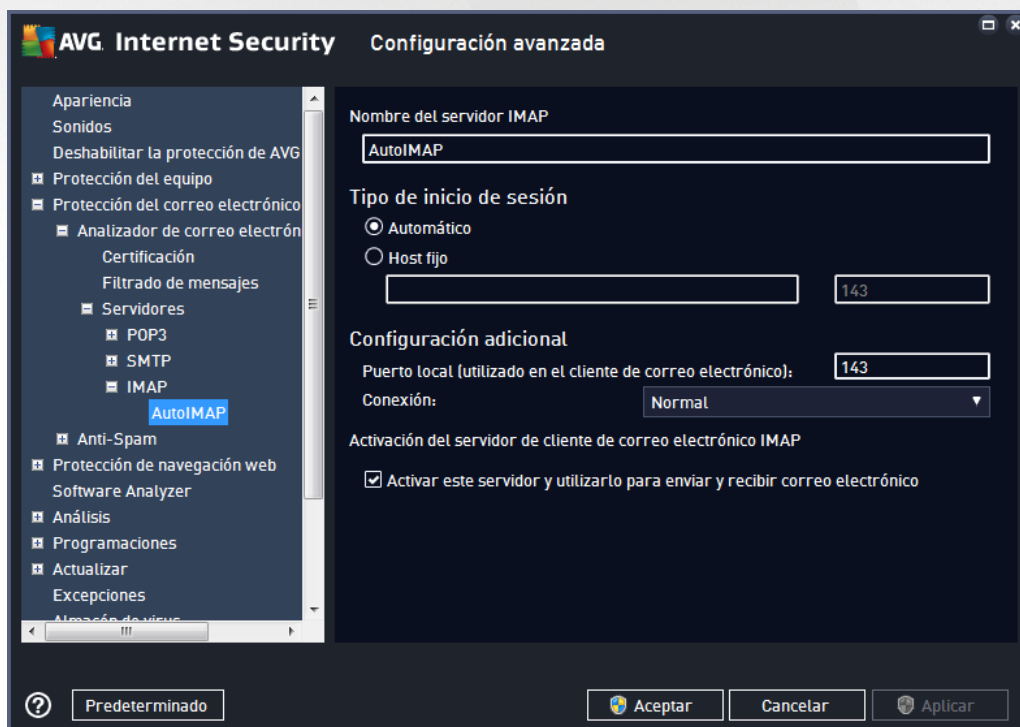 AVG Internet Security Configuración avanzada
Apariencia
Sonidos
Deshabilitar la protección de AVG
Protección del equipo
Protección del correo electrónico
Analizador de correo electrón
Certificación
Filtrado de mensajes
Servidores
POP3
SMTP
IMAP
AutoIMAP
Anti-Spam
Protección de navegación web
Software Analyzer
Análisis
Programaciones
Actualizar
Excepciones
Almacén de virus
Nombre del servidor IMAP
AutoIMAP
Tipo de inicio de sesión
Automático
Host fijo
143
Configuración adicional
Puerto local (utilizado en el cliente de correo electrónico): 143
Conexión: Normal
Activación del servidor de cliente de correo electrónico IMAP
Activar este servidor y utilizarlo para enviar y recibir correo electrónico
Predeterminado Aceptar Cancelar Aplicar